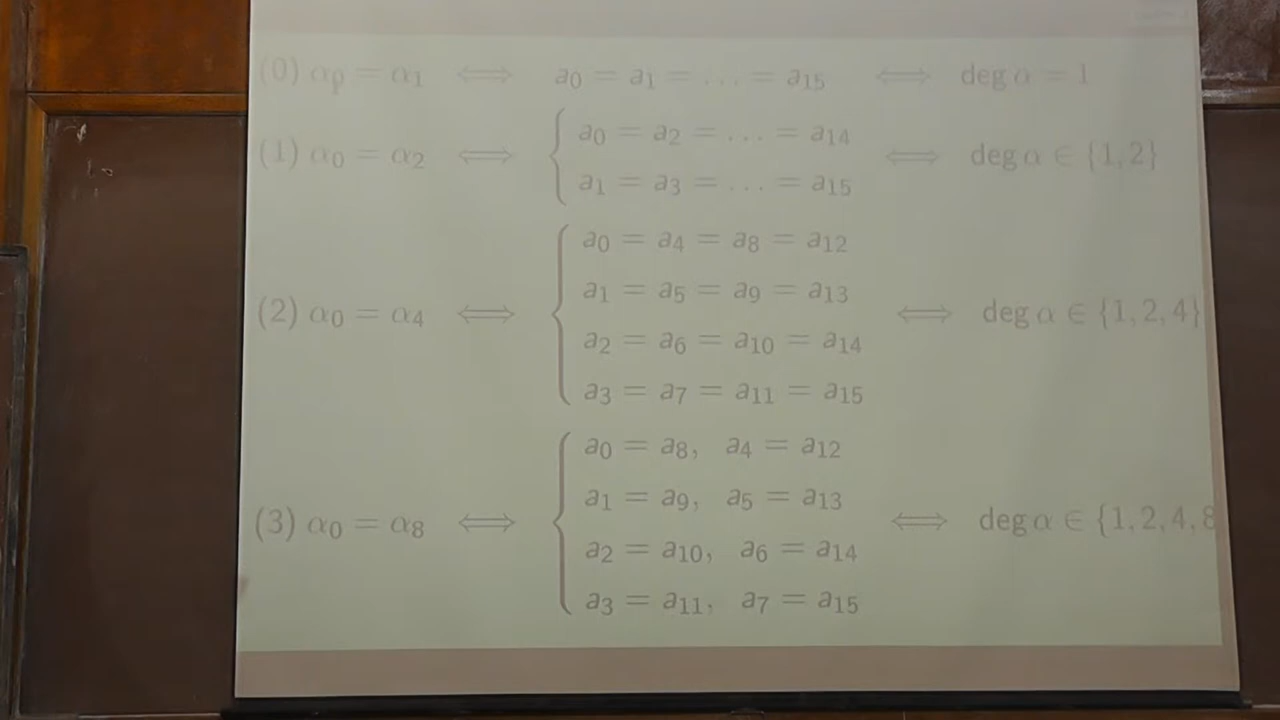 (0) α₀ = α₁ ⟺ a₀ = a₁ = ... = a₁₅ ⟺ deg α = 1
(1) α₀ = α₂ ⟺ { a₀ = a₂ = ... = a₁₄ ⟺ deg α ∈ {1, 2}
a₁ = a₃ = ... = a₁₅
a₀ = a₄ = a₈ = a₁₂
a₁ = a₅ = a₉ = a₁₃
(2) α₀ = α₄ ⟺ { ⟺ deg α ∈ {1, 2, 4}
a₂ = a₆ = a₁₀ = a₁₄
a₃ = a₇ = a₁₁ = a₁₅
a₀ = a₈, a₄ = a₁₂
a₁ = a₉, a₅ = a₁₃
(3) α₀ = α₈ ⟺ { ⟺ deg α ∈ {1, 2, 4, 8
a₂ = a₁₀, a₆ = a₁₄
a₃ = a₁₁, a₇ = a₁₅